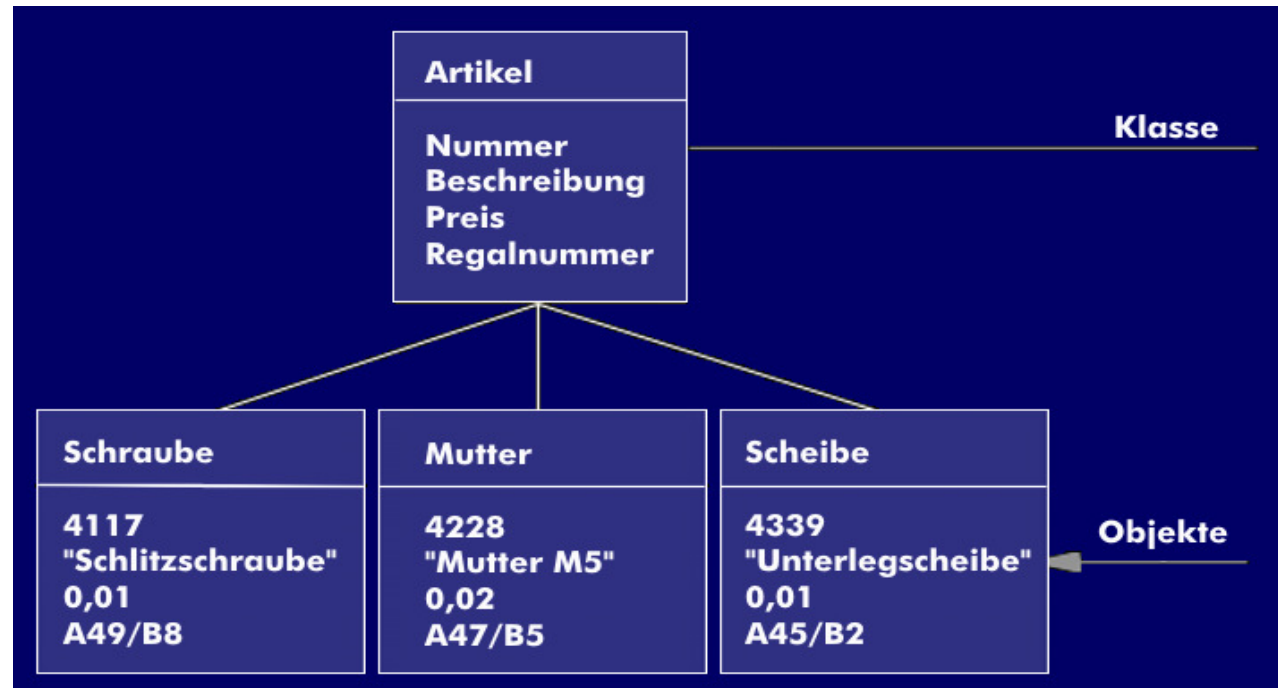 Artikel
Nummer
Beschreibung
Preis
Regalnummer
Klasse
Schraube
4117
"Schlitzschraube"
0,01
A49/B8
Mutter
4228
"Mutter M5"
0,02
A47/B5
Scheibe
4339
"Unterlegscheibe"
0,01
A45/B2
Objekte